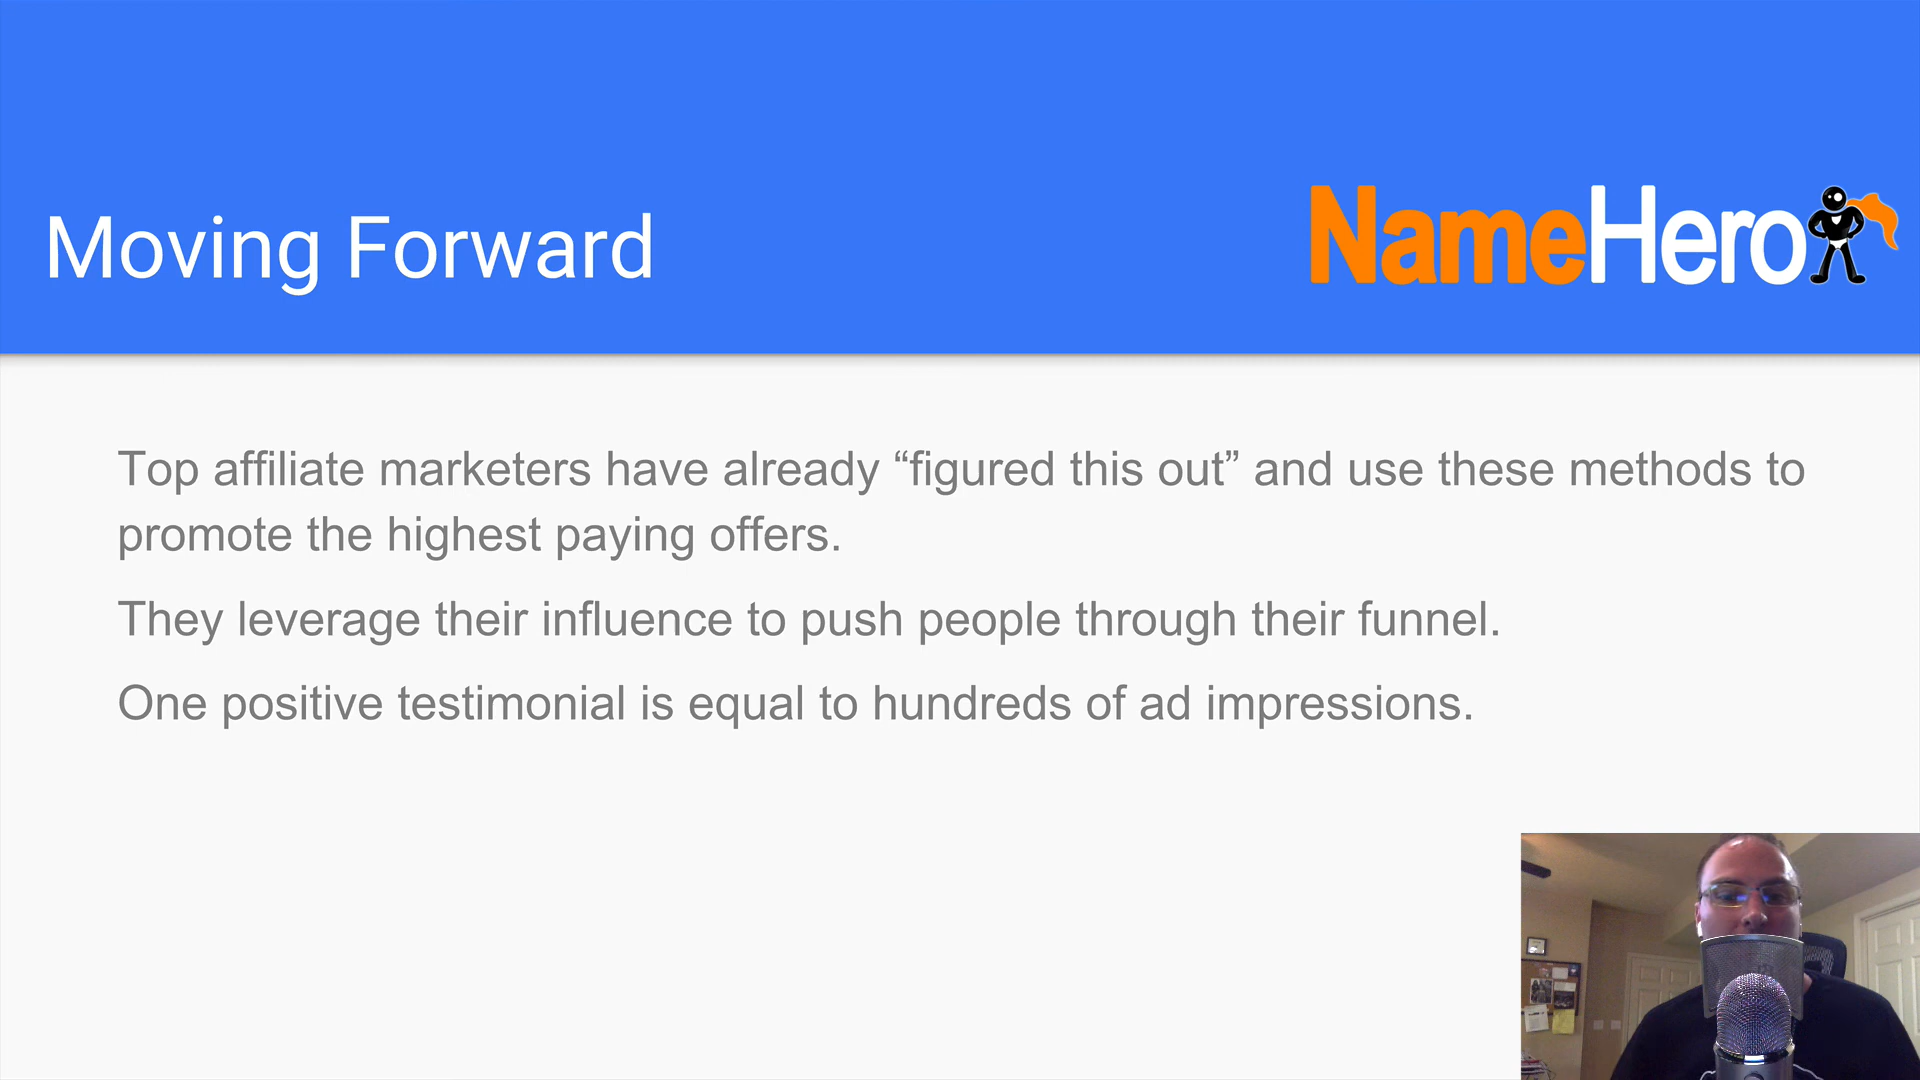 Moving Forward
NameHero
Top affiliate marketers have already “figured this out” and use these methods to
promote the highest paying offers.
They leverage their influence to push people through their funnel.
One positive testimonial is equal to hundreds of ad impressions.